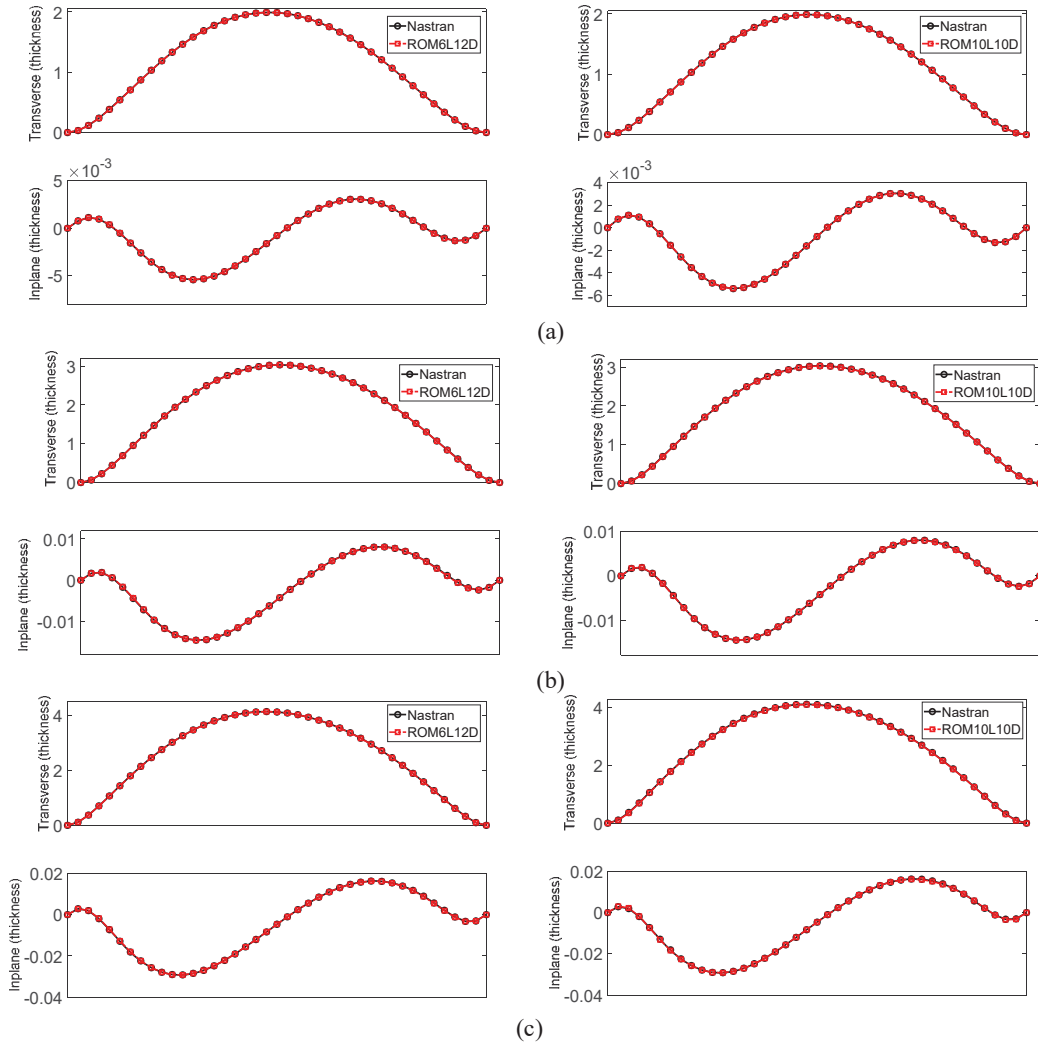 Transverse (thickness)
2
1
0
Nastran
ROM6L12D
Transverse (thickness)
2
1
0
Nastran
ROM10L10D
Inplane (thickness)
×10⁻³
5
0
-5
Inplane (thickness)
×10⁻³
4
2
0
-2
-4
-6
(a)
Transverse (thickness)
3
2
1
0
Nastran
ROM6L12D
Transverse (thickness)
3
2
1
0
Nastran
ROM10L10D
Inplane (thickness)
0.01
0
-0.01
Inplane (thickness)
0.01
0
-0.01
(b)
Transverse (thickness)
4
2
0
Nastran
ROM6L12D
Transverse (thickness)
4
2
0
Nastran
ROM10L10D
Inplane (thickness)
0.02
0
-0.02
-0.04
Inplane (thickness)
0.02
0
-0.02
-0.04
(c)